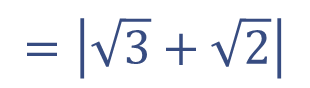 = |√3 + √2|